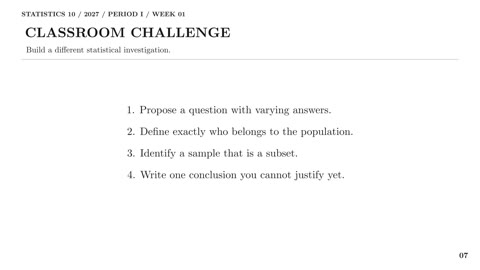 STATISTICS 10 / 2027 / PERIOD I / WEEK 01
CLASSROOM CHALLENGE
Build a different statistical investigation.
1. Propose a question with varying answers.
2. Define exactly who belongs to the population.
3. Identify a sample that is a subset.
4. Write one conclusion you cannot justify yet.
07